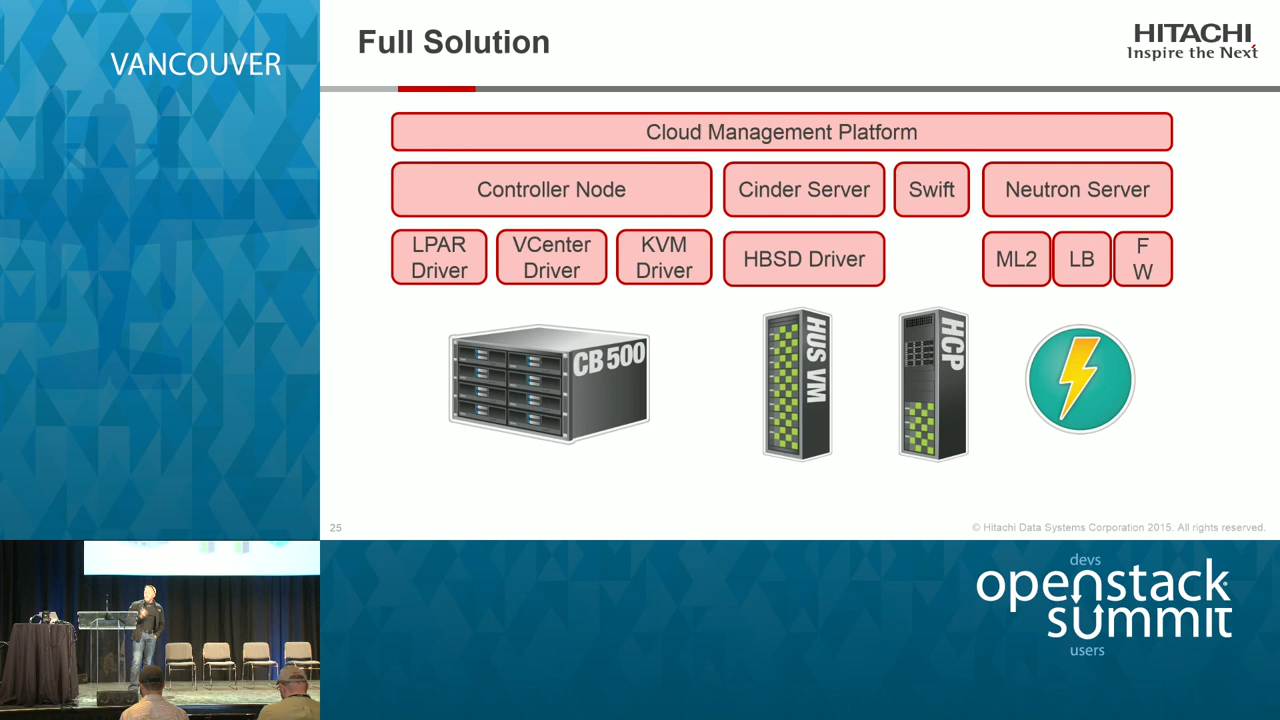 VANCOUVER
Full Solution
HITACHI
Inspire the Next
Cloud Management Platform
Controller Node
Cinder Server
Swift
Neutron Server
LPAR
Driver
VCenter
Driver
KVM
Driver
HBSD Driver
ML2
LB
F
W
CB 500
HUS VM
HCP
25
© Hitachi Data Systems Corporation 2015. All rights reserved.
devs
openstack
summit
users